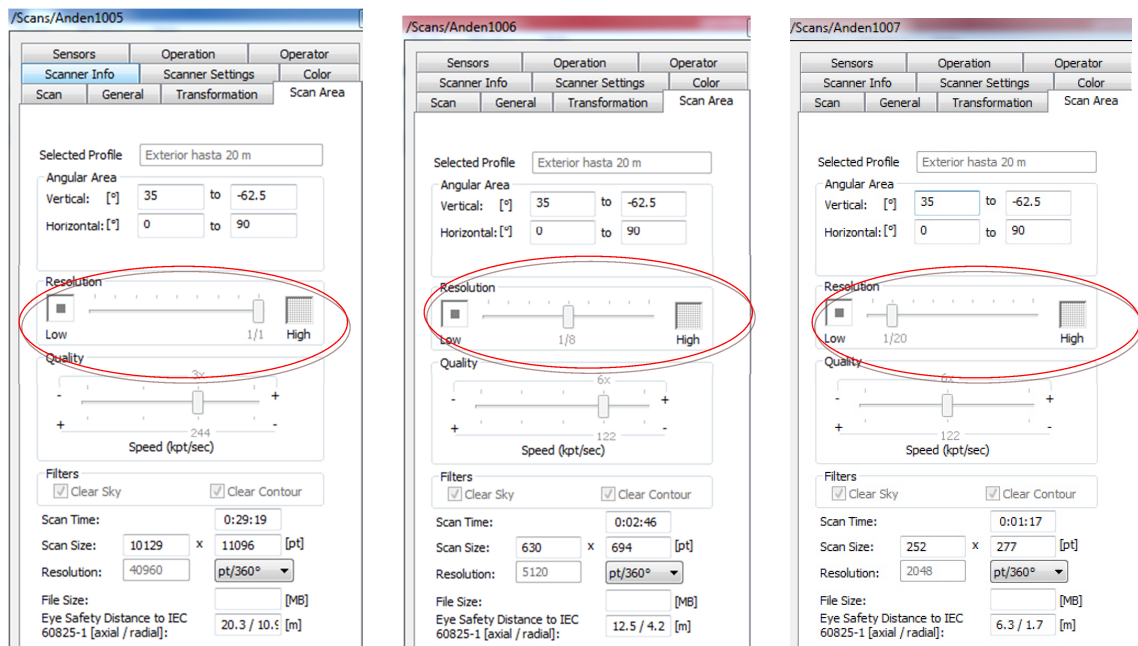 /Scans/Anden1005
Sensors Operation Operator
Scanner Info Scanner Settings Color
Scan General Transformation Scan Area
Selected Profile Exterior hasta 20 m
Angular Area
Vertical: [°] 35 to -62.5
Horizontal: [°] 0 to 90
Resolution
Low 1/1 High
Quality
3x
- +
+ -
244
Speed (kpt/sec)
Filters
Clear Sky Clear Contour
Scan Time: 0:29:19
Scan Size: 10129 x 11096 [pt]
Resolution: 40960 pt/360°
File Size: [MB]
Eye Safety Distance to IEC
60825-1 [axial / radial]: 20.3 / 10.9 [m]
/Scans/Anden1006
Sensors Operation Operator
Scanner Info Scanner Settings Color
Scan General Transformation Scan Area
Selected Profile Exterior hasta 20 m
Angular Area
Vertical: [°] 35 to -62.5
Horizontal: [°] 0 to 90
Resolution
Low 1/8 High
Quality
6x
- +
+ -
122
Speed (kpt/sec)
Filters
Clear Sky Clear Contour
Scan Time: 0:02:46
Scan Size: 630 x 694 [pt]
Resolution: 5120 pt/360°
File Size: [MB]
Eye Safety Distance to IEC
60825-1 [axial / radial]: 12.5 / 4.2 [m]
/Scans/Anden1007
Sensors Operation Operator
Scanner Info Scanner Settings Color
Scan General Transformation Scan Area
Selected Profile Exterior hasta 20 m
Angular Area
Vertical: [°] 35 to -62.5
Horizontal: [°] 0 to 90
Resolution
Low 1/20 High
Quality
6x
- +
+ -
122
Speed (kpt/sec)
Filters
Clear Sky Clear Contour
Scan Time: 0:01:17
Scan Size: 252 x 277 [pt]
Resolution: 2048 pt/360°
File Size: [MB]
Eye Safety Distance to IEC
60825-1 [axial / radial]: 6.3 / 1.7 [m]